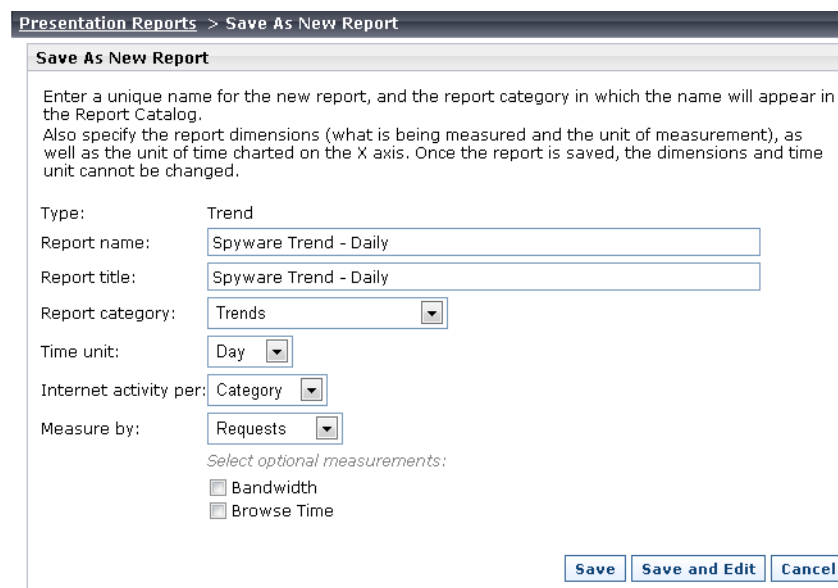 Presentation Reports > Save As New Report
Save As New Report
Enter a unique name for the new report, and the report category in which the name will appear in
the Report Catalog.
Also specify the report dimensions (what is being measured and the unit of measurement), as
well as the unit of time charted on the X axis. Once the report is saved, the dimensions and time
unit cannot be changed.
Type: Trend
Report name: Spyware Trend - Daily
Report title: Spyware Trend - Daily
Report category: Trends
Time unit: Day
Internet activity per: Category
Measure by: Requests
Select optional measurements:
Bandwidth
Browse Time
Save Save and Edit Cancel